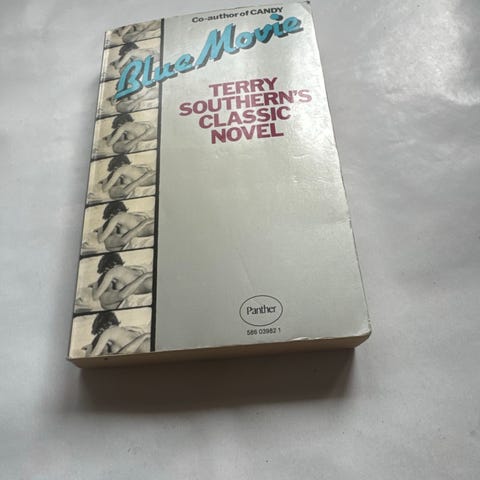 Co-author of CANDY
Blue Movie
TERRY
SOUTHERN'S
CLASSIC
NOVEL
Panther
586 03982 1